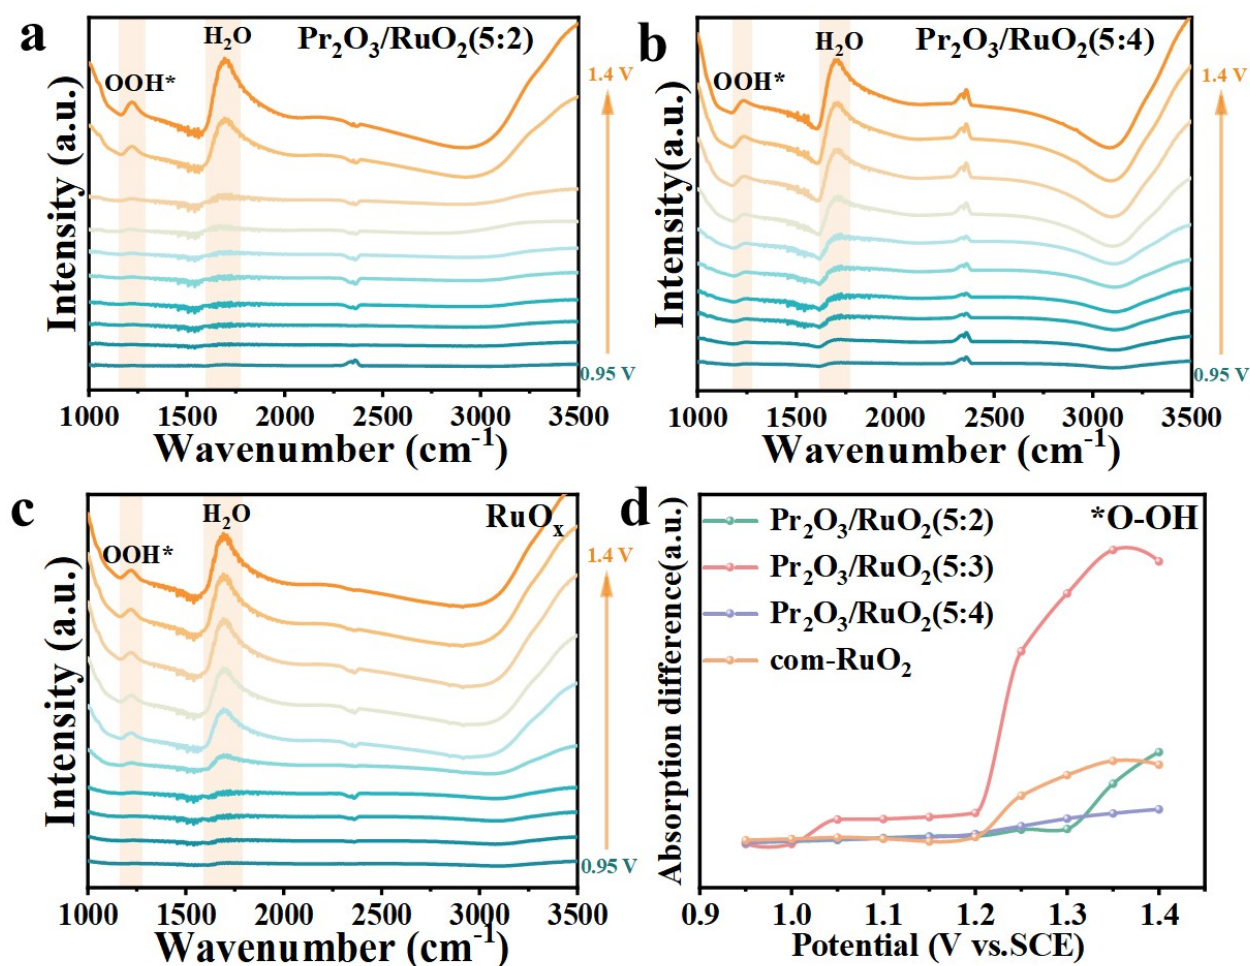 a
Pr₂O₃/RuO₂(5:2)
H₂O
OOH*
1.4 V
0.95 V
Intensity (a.u.)
1000 1500 2000 2500 3000 3500
Wavenumber (cm⁻¹)
b
Pr₂O₃/RuO₂(5:4)
H₂O
OOH*
1.4 V
0.95 V
Intensity(a.u.)
1000 1500 2000 2500 3000 3500
Wavenumber (cm⁻¹)
c
RuOₓ
H₂O
OOH*
1.4 V
0.95 V
Intensity (a.u.)
1000 1500 2000 2500 3000 3500
Wavenumber (cm⁻¹)
d
*O-OH
Pr₂O₃/RuO₂(5:2)
Pr₂O₃/RuO₂(5:3)
Pr₂O₃/RuO₂(5:4)
com-RuO₂
Absorption difference(a.u.)
0.9 1.0 1.1 1.2 1.3 1.4
Potential (V vs.SCE)